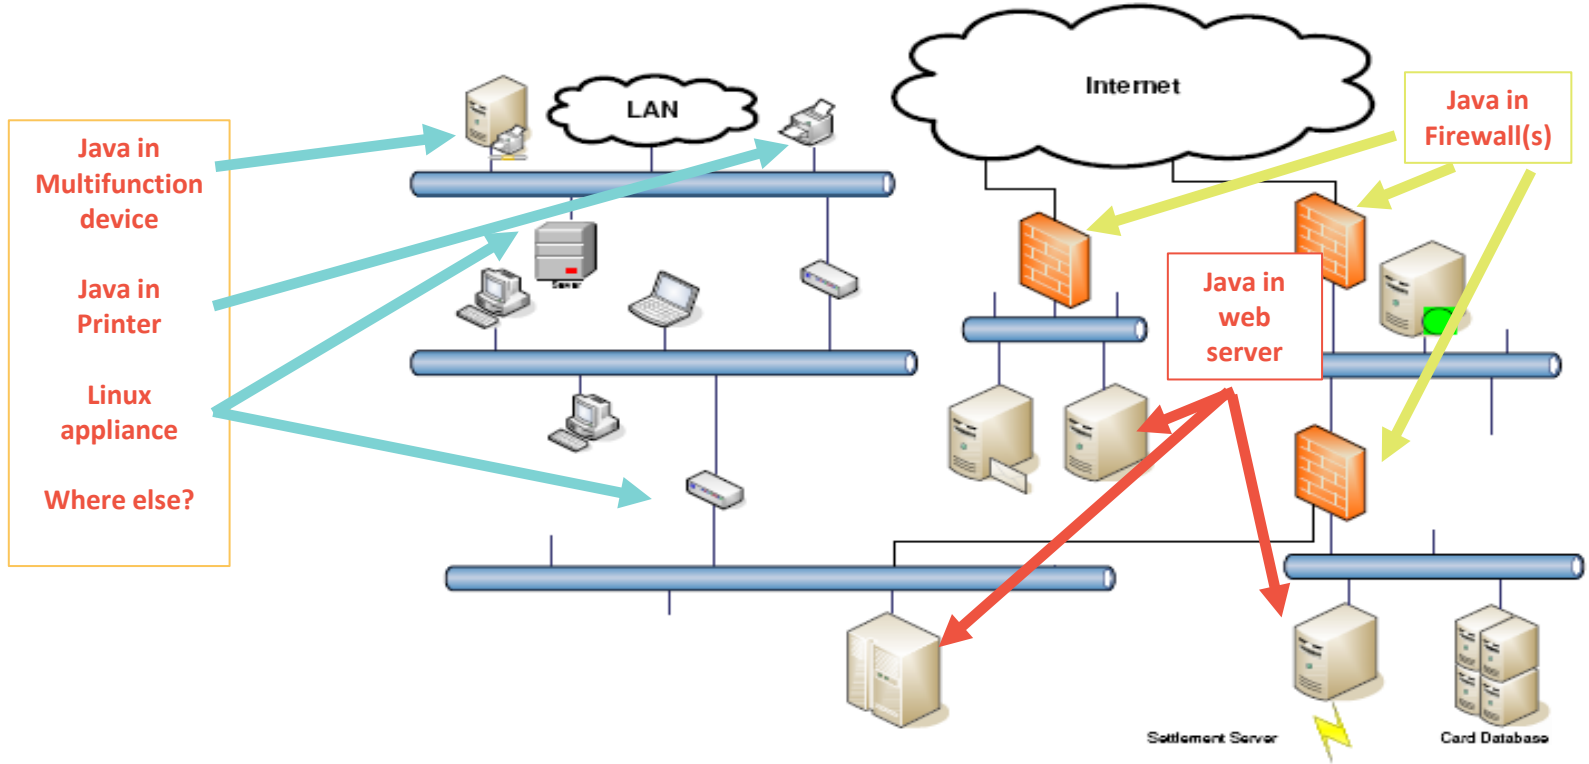 Java in
Multifunction
device
Java in
Printer
Linux
appliance
Where else?
LAN
Server
Internet
Java in
Firewall(s)
Java in
web
server
Settlement Server
Card Database